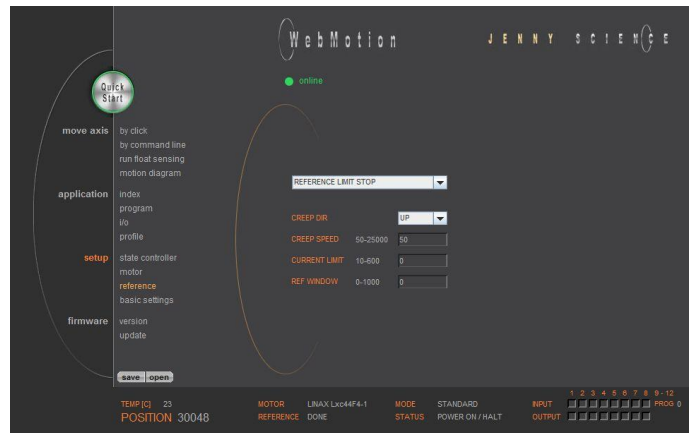 WebMotion
JENNY SCIENCE
online
Quick
Start
move axis
by click
by command line
run float sensing
motion diagram
application
index
program
i/o
profile
setup
state controller
motor
reference
basic settings
firmware
version
update
save open
REFERENCE LIMIT STOP
CREEP DIR UP
CREEP SPEED 50-25000 50
CURRENT LIMIT 10-600 0
REF WINDOW 0-1000 0
TEMP [C] 23
POSITION 30048
MOTOR LINAX Lxc44F4-1
REFERENCE DONE
MODE STANDARD
STATUS POWER ON / HALT
1 2 3 4 5 6 7 8 9-12
INPUT PROG 0
OUTPUT